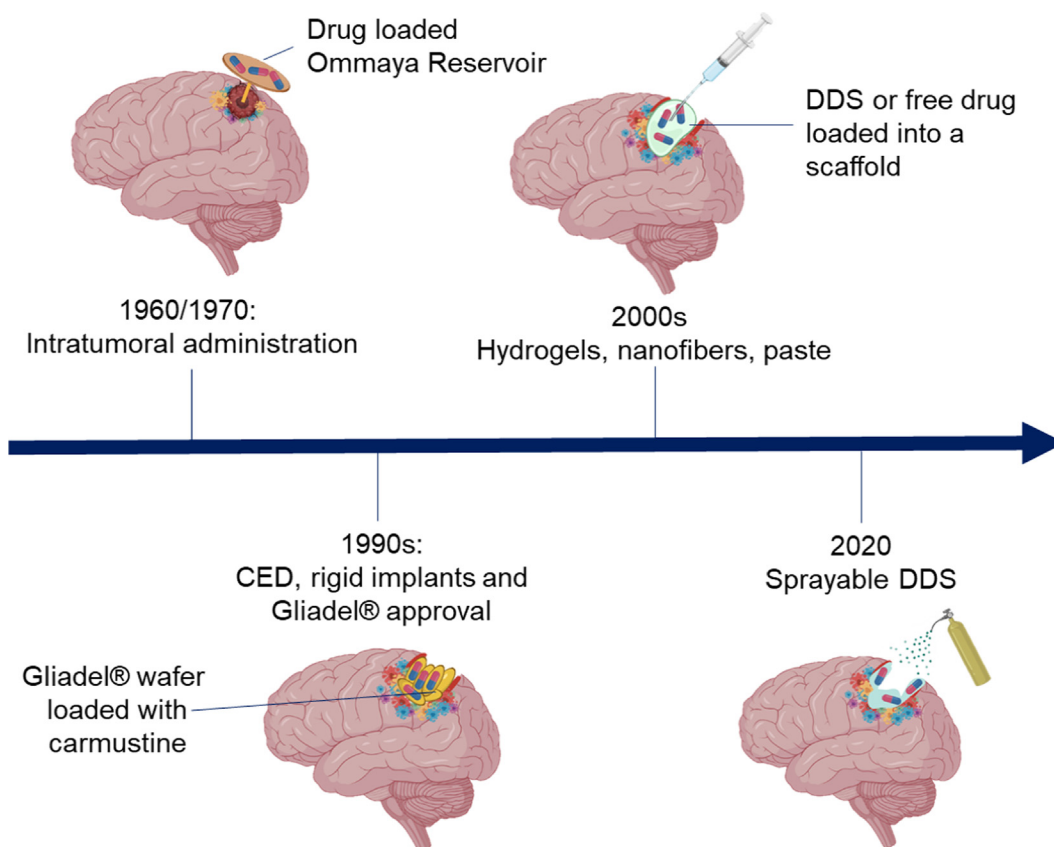 Drug loaded
Ommaya Reservoir
DDS or free drug
loaded into a
scaffold
1960/1970:
Intratumoral administration
2000s
Hydrogels, nanofibers, paste
1990s:
CED, rigid implants and
Gliadel® approval
2020
Sprayable DDS
Gliadel® wafer
loaded with
carmustine